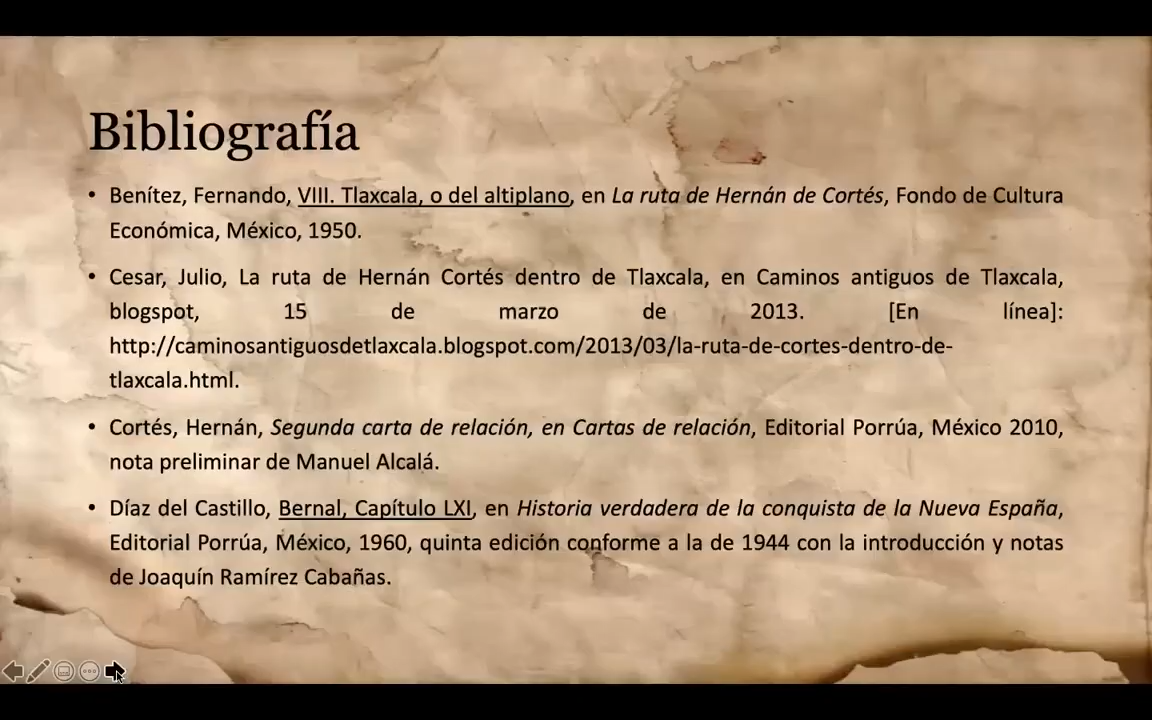 Bibliografía
• Benítez, Fernando, VIII. Tlaxcala, o del altiplano, en La ruta de Hernán de Cortés, Fondo de Cultura
Económica, México, 1950.
• Cesar, Julio, La ruta de Hernán Cortés dentro de Tlaxcala, en Caminos antiguos de Tlaxcala,
blogspot, 15 de marzo de 2013. [En línea]:
http://caminosantiguosdetlaxcala.blogspot.com/2013/03/la-ruta-de-cortes-dentro-de-
tlaxcala.html.
• Cortés, Hernán, Segunda carta de relación, en Cartas de relación, Editorial Porrúa, México 2010,
nota preliminar de Manuel Alcalá.
• Díaz del Castillo, Bernal, Capítulo LXI, en Historia verdadera de la conquista de la Nueva España,
Editorial Porrúa, México, 1960, quinta edición conforme a la de 1944 con la introducción y notas
de Joaquín Ramírez Cabañas.